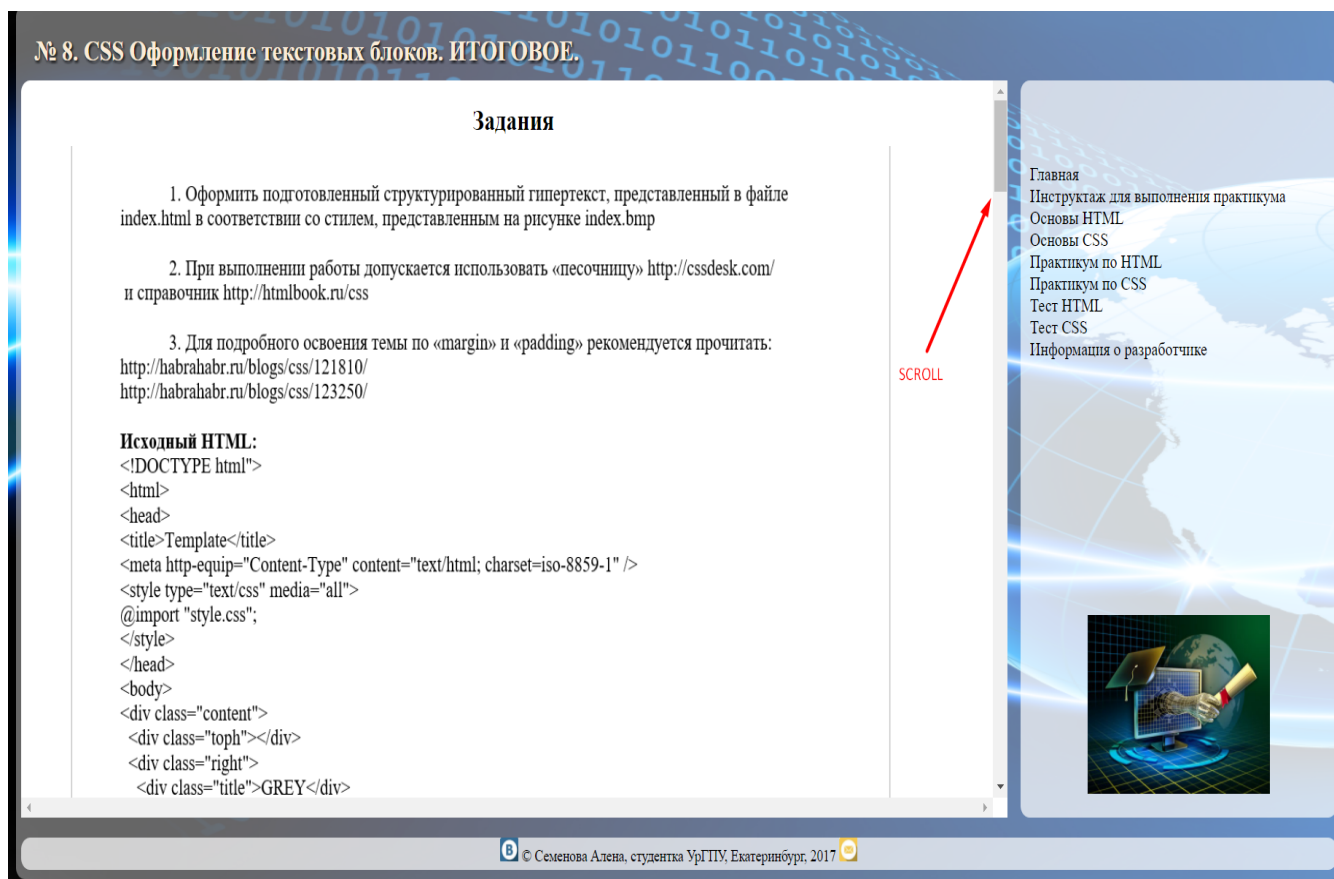 № 8. CSS Оформление текстовых блоков. ИТОГОВОЕ.
Задания
1. Оформить подготовленный структурированный гипертекст, представленный в файле
index.html в соответствии со стилем, представленным на рисунке index.bmp
2. При выполнении работы допускается использовать «песочницу» http://cssdesk.com/
и справочник http://htmlbook.ru/css
3. Для подробного освоения темы по «margin» и «padding» рекомендуется прочитать:
http://habrahabr.ru/blogs/css/121810/
http://habrahabr.ru/blogs/css/123250/
Исходный HTML:
<!DOCTYPE html">
<html>
<head>
<title>Template</title>
<meta http-equip="Content-Type" content="text/html; charset=iso-8859-1" />
<style type="text/css" media="all">
@import "style.css";
</style>
</head>
<body>
<div class="content">
<div class="toph"></div>
<div class="right">
<div class="title">GREY</div>
SCROLL
Главная
Инструктаж для выполнения практикума
Основы HTML
Основы CSS
Практикум по HTML
Практикум по CSS
Тест HTML
Тест CSS
Информация о разработчике
© Семенова Алена, студентка УрГПУ, Екатеринбург, 2017